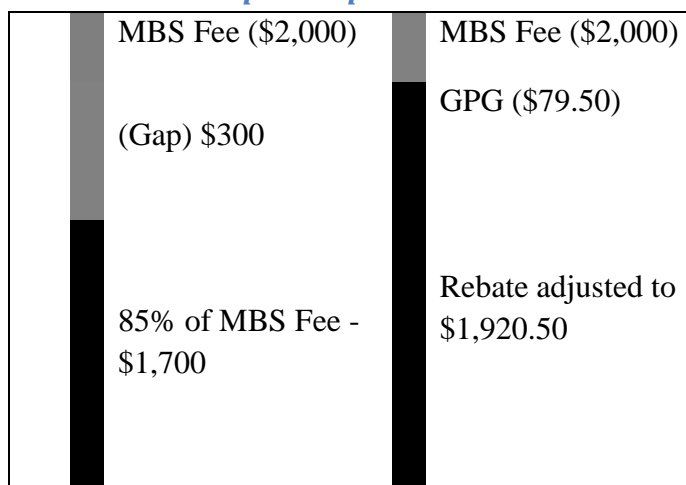 MBS Fee ($2,000)
(Gap) $300
85% of MBS Fee -
$1,700
MBS Fee ($2,000)
GPG ($79.50)
Rebate adjusted to
$1,920.50